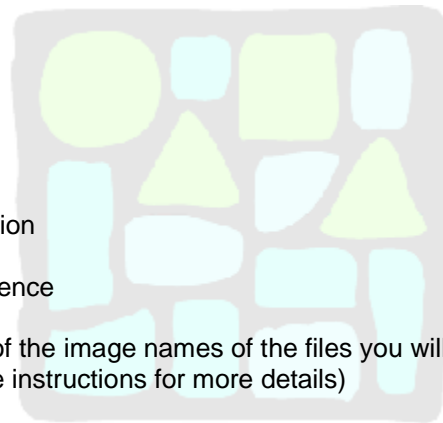 ion
ence
of the image names of the files you will
e instructions for more details)